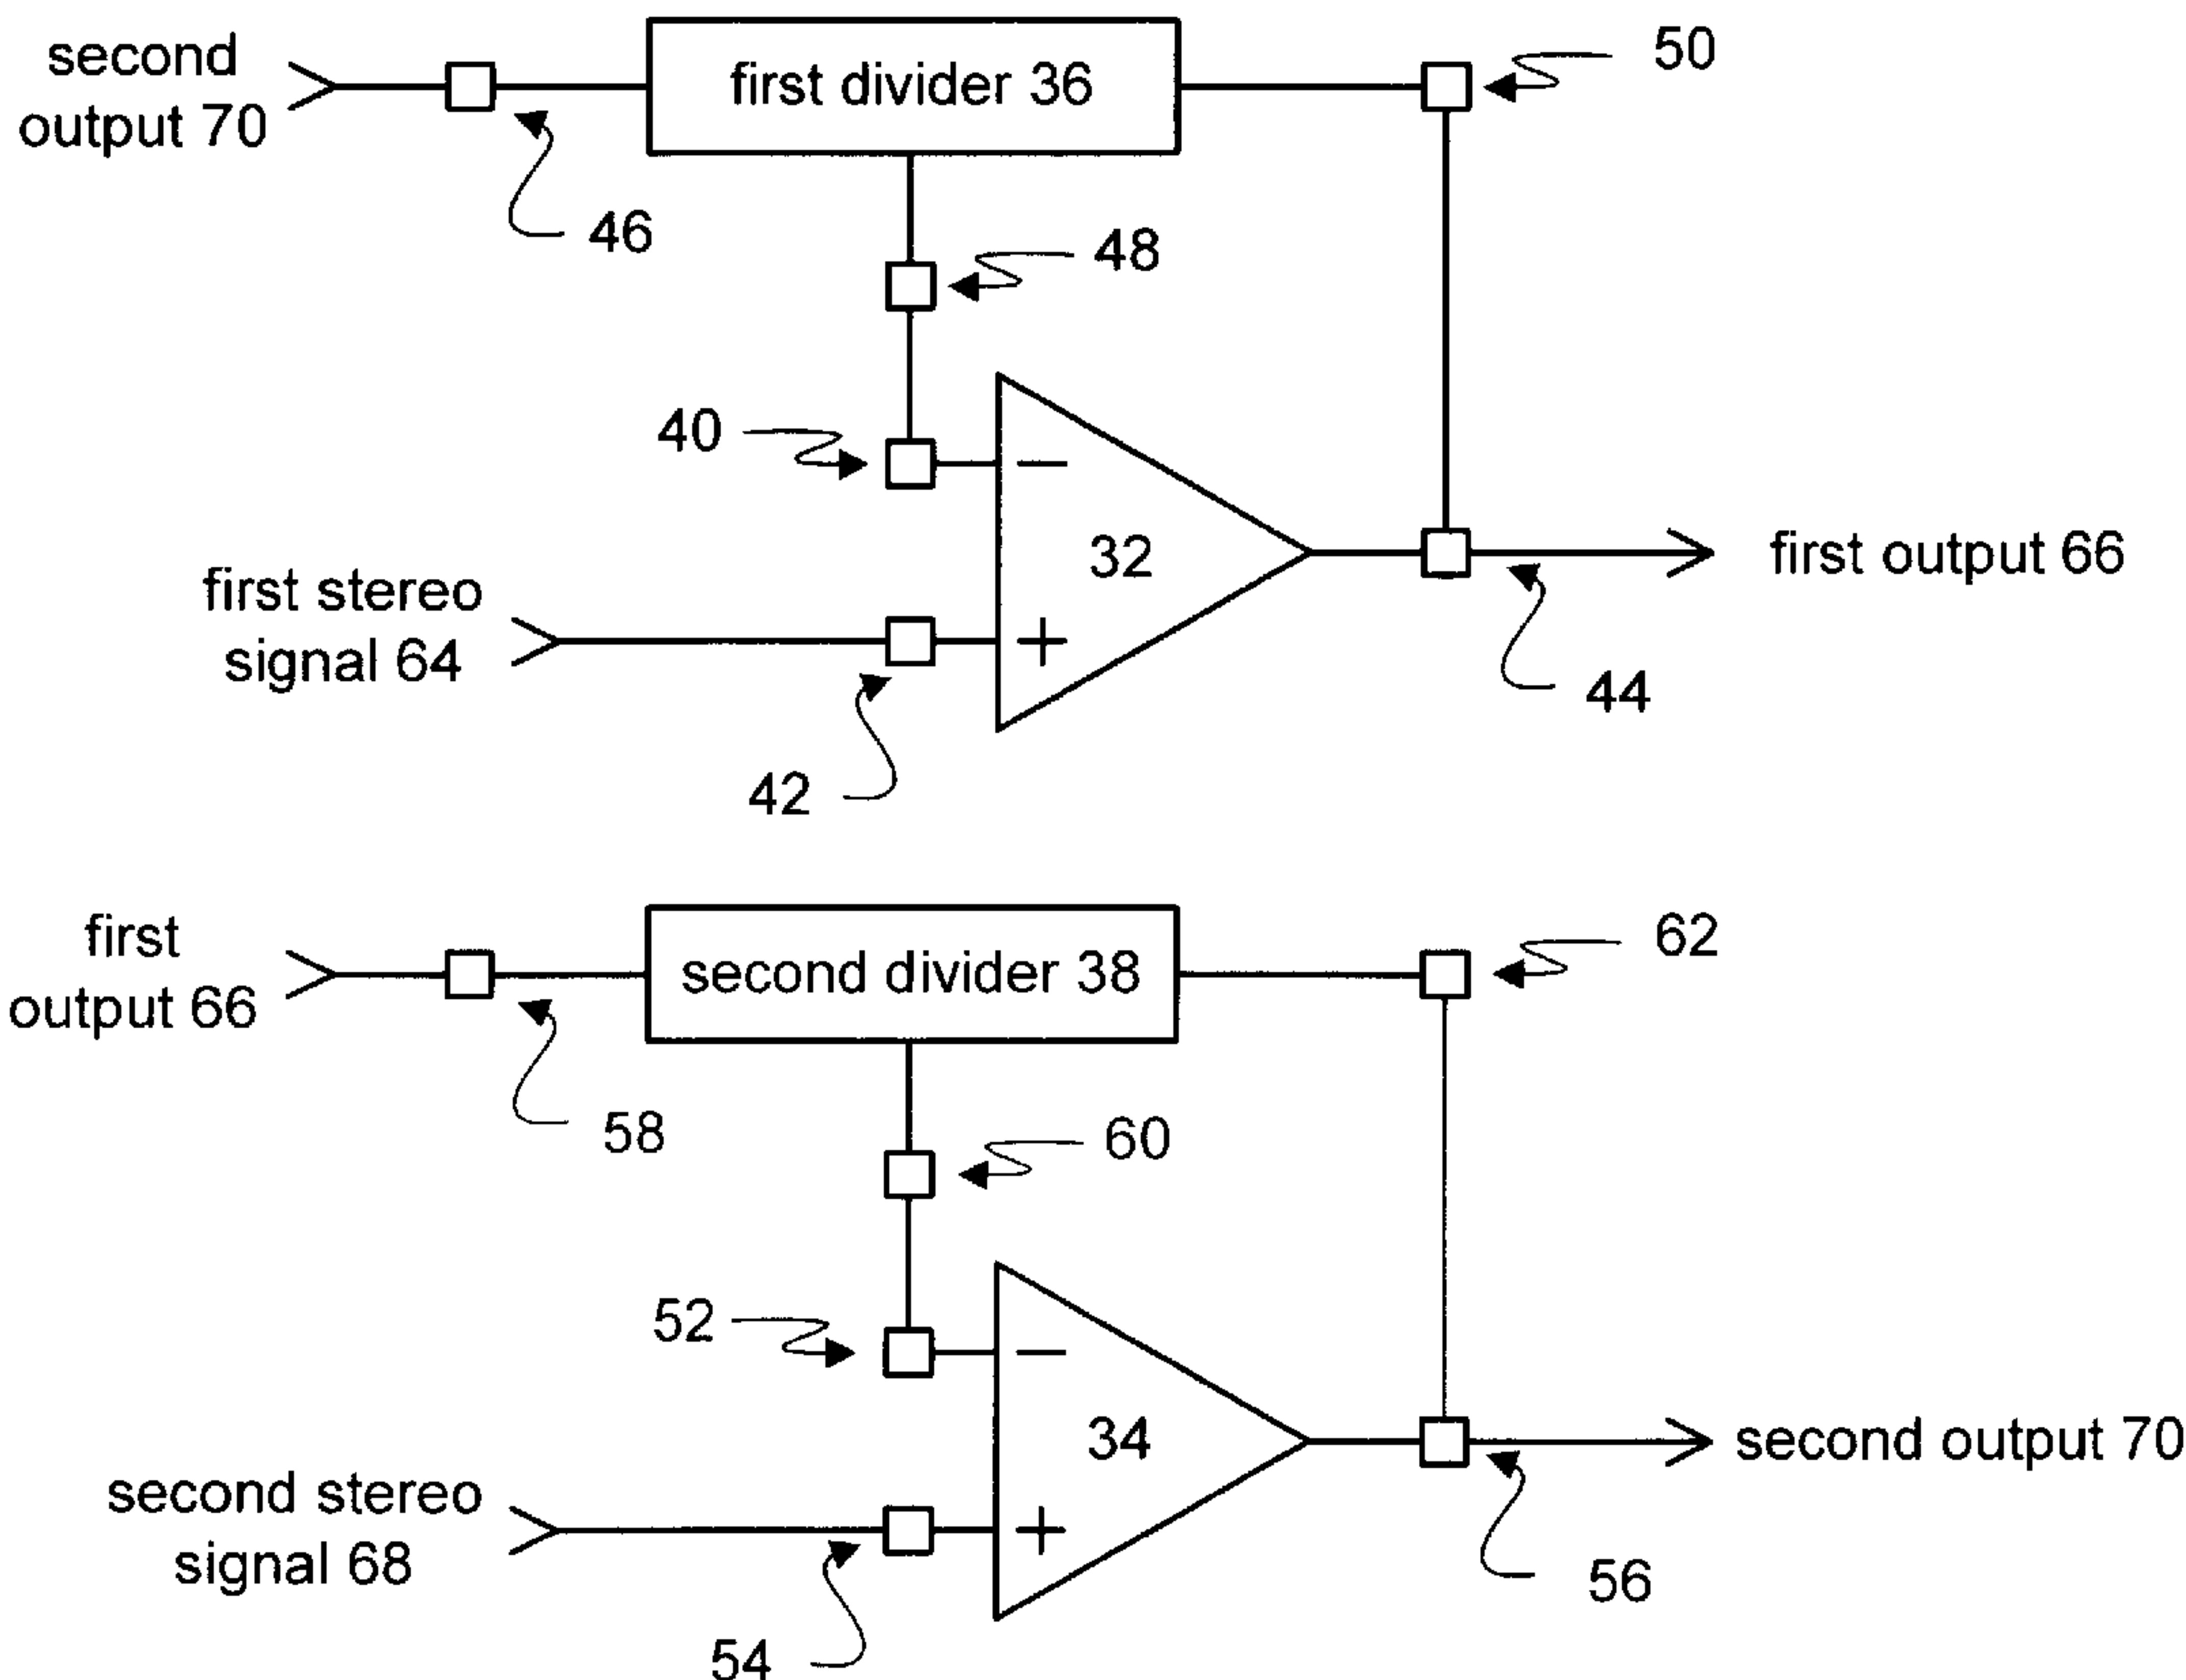 second
output 70
first divider 36
50
46
48
40
32
first output 66
first stereo
signal 64
44
42
first
output 66
second divider 38
62
58
60
52
34
second output 70
second stereo
signal 68
56
54